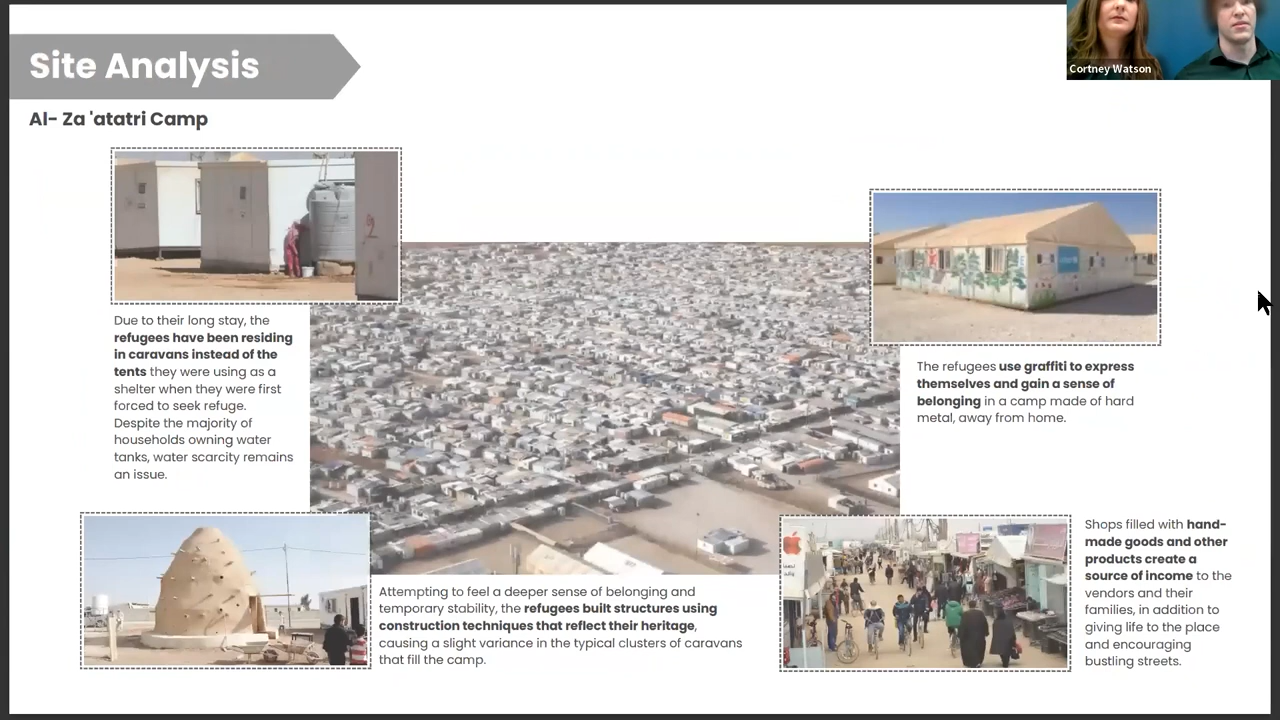 Site Analysis
Cortney Watson
Al- Za 'atatri Camp
Due to their long stay, the
refugees have been residing
in caravans instead of the
tents they were using as a
shelter when they were first
forced to seek refuge.
Despite the majority of
households owning water
tanks, water scarcity remains
an issue.
The refugees use graffiti to express
themselves and gain a sense of
belonging in a camp made of hard
metal, away from home.
Attempting to feel a deeper sense of belonging and
temporary stability, the refugees built structures using
construction techniques that reflect their heritage,
causing a slight variance in the typical clusters of caravans
that fill the camp.
Shops filled with hand-
made goods and other
products create a
source of income to the
vendors and their
families, in addition to
giving life to the place
and encouraging
bustling streets.